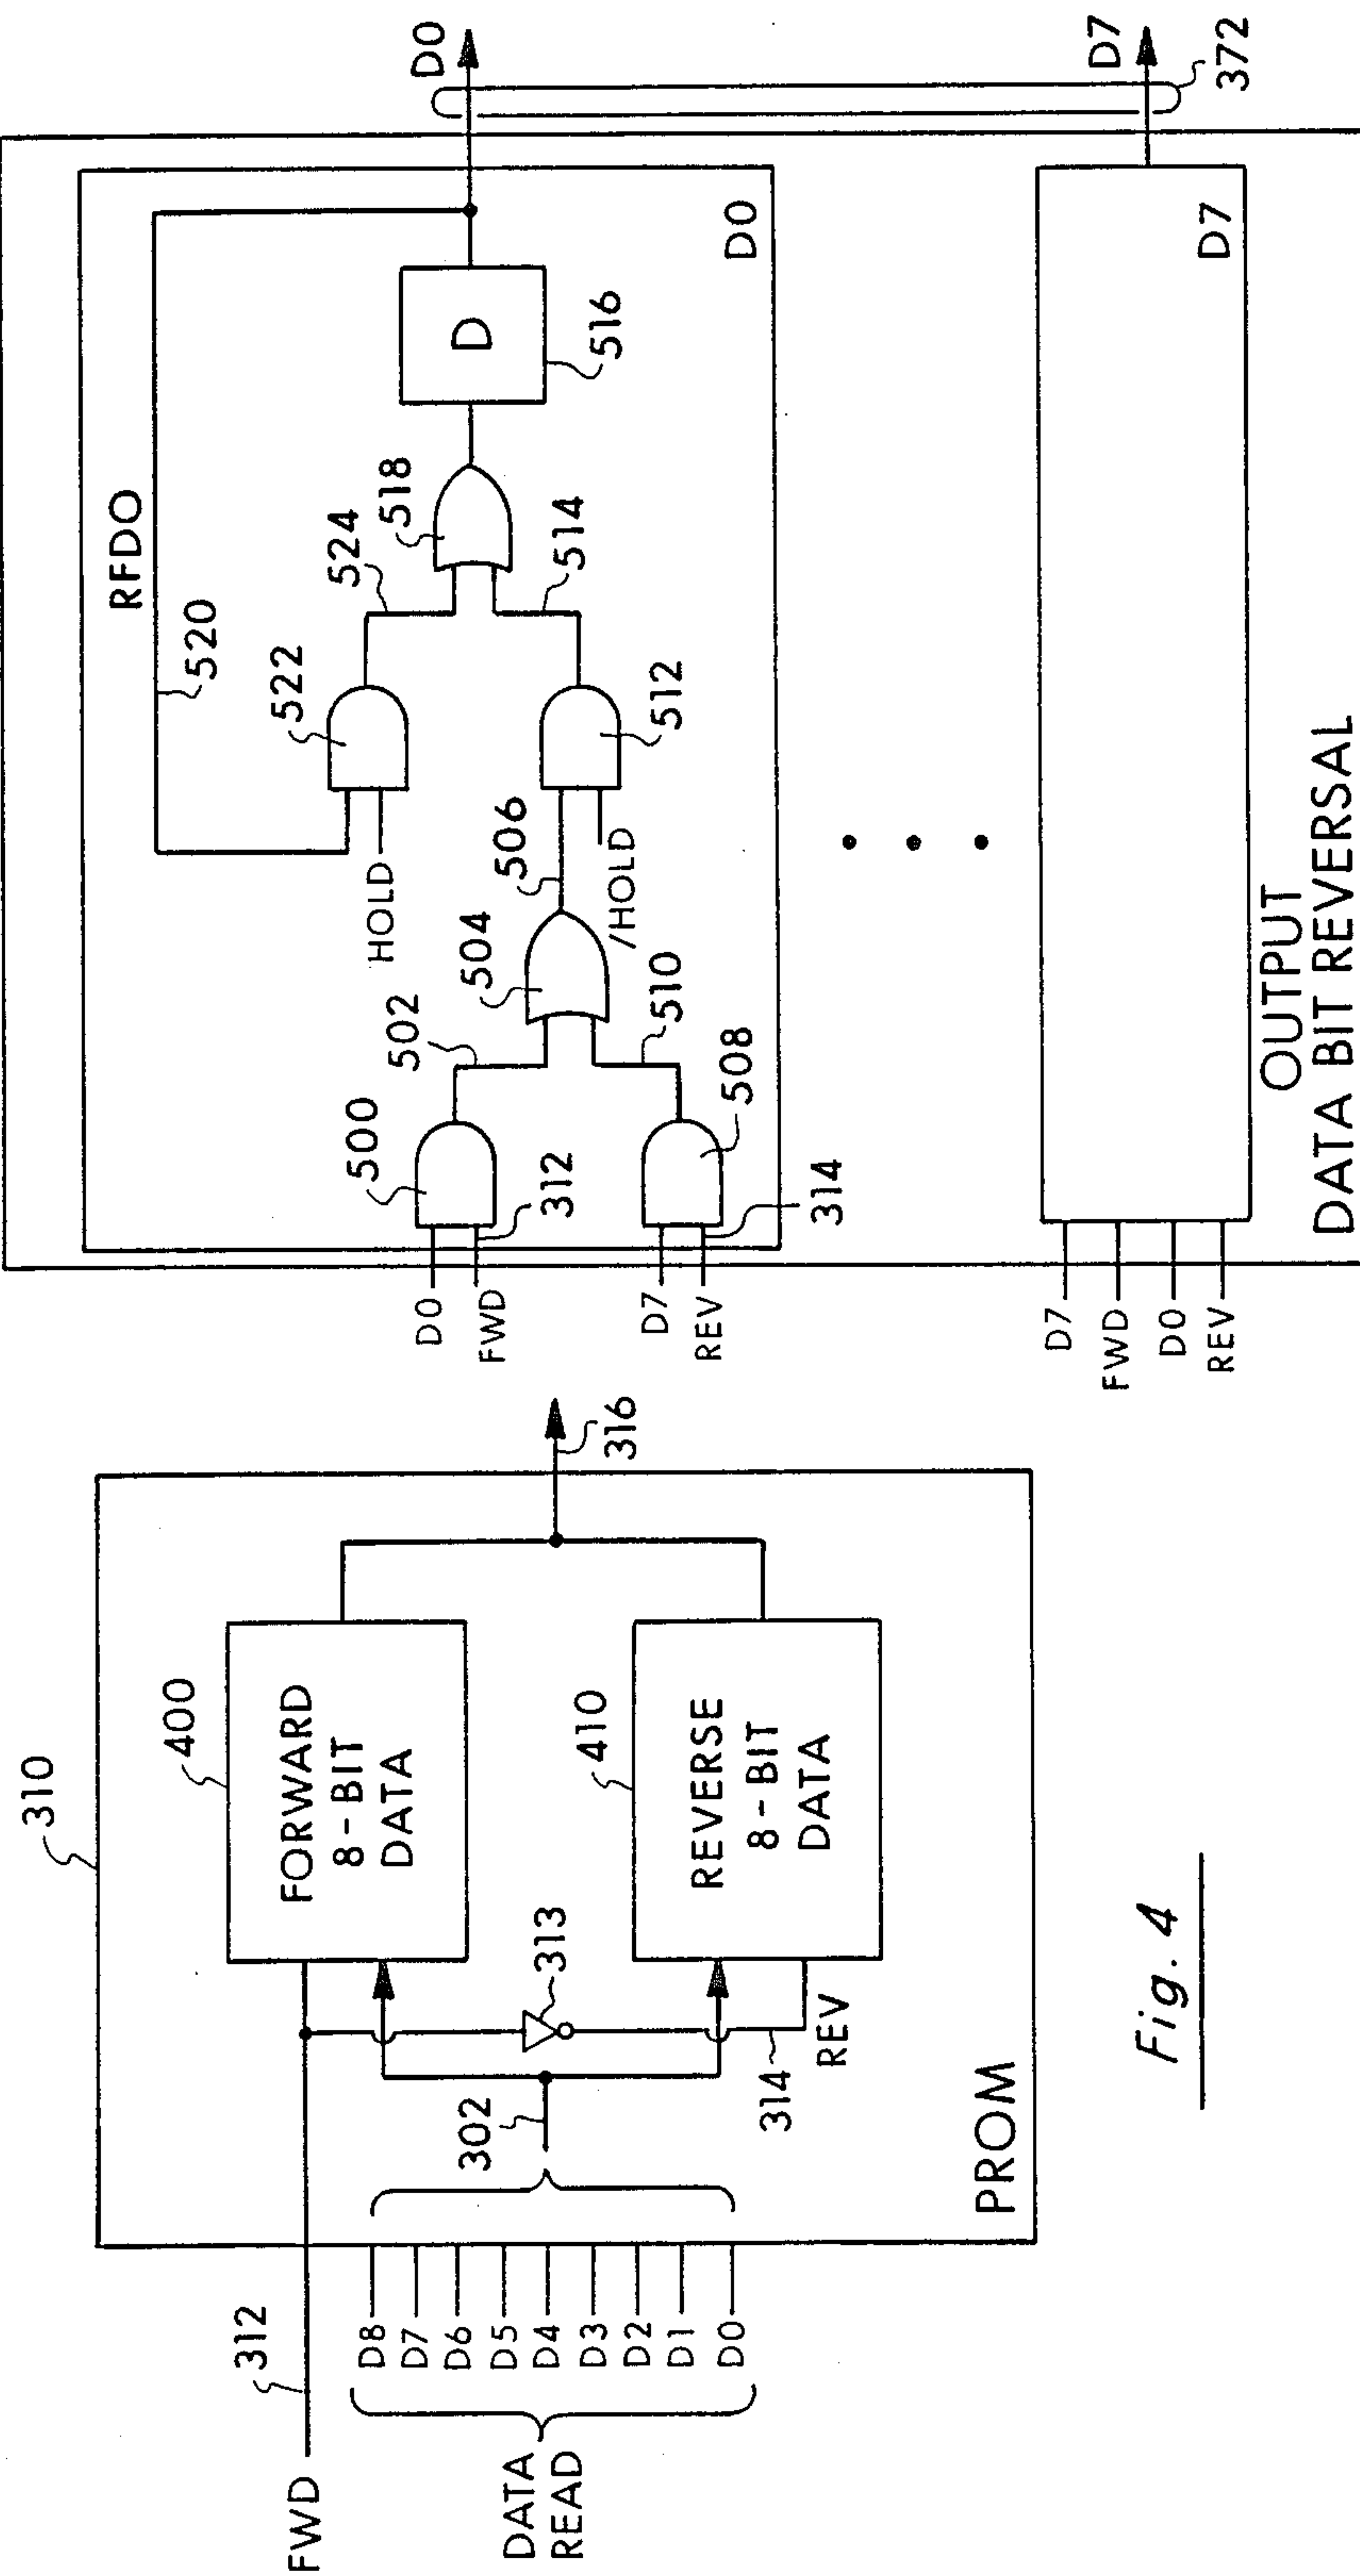 310
FWD
312
DATA
READ
D8
D7
D6
D5
D4
D3
D2
D1
D0
302
313
314
REV
400
FORWARD
8-BIT
DATA
410
REVERSE
8-BIT
DATA
316
PROM
Fig. 4
D0
FWD
312
D7
REV
314
500
502
508
510
504
506
HOLD
/HOLD
520
522
512
524
514
518
RFDO
D
516
D0
D0
D7
FWD
D0
REV
D7
D7
372
OUTPUT
DATA BIT REVERSAL